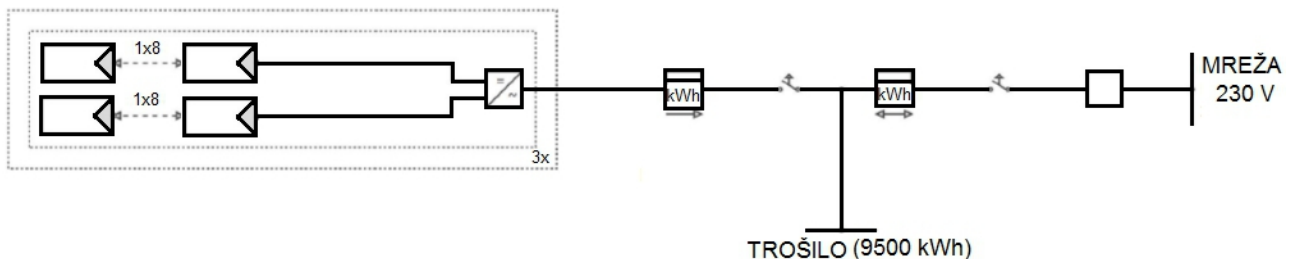 1x8
1x8
=
~
3x
kWh
kWh
MREŽA
230 V
TROŠILO (9500 kWh)